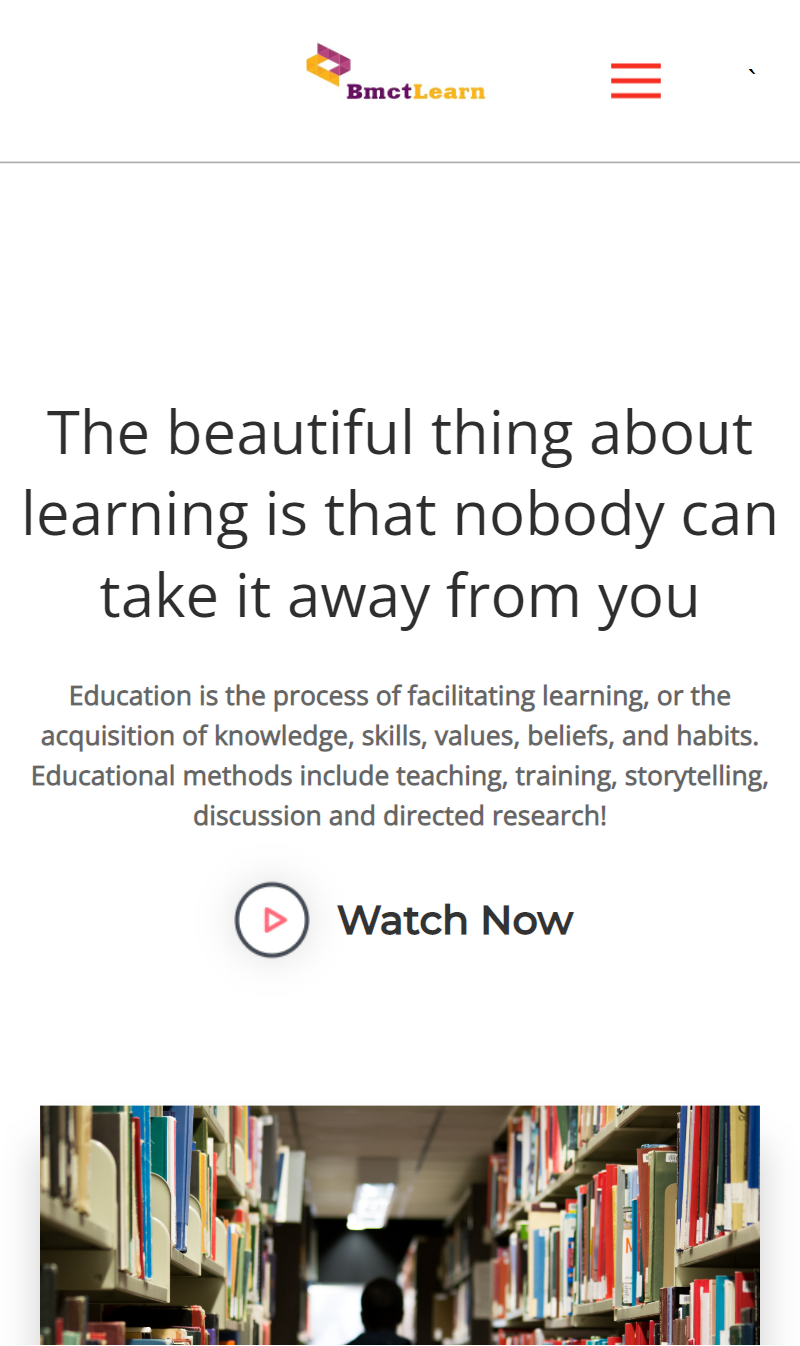 BmctLearn
`
The beautiful thing about
learning is that nobody can
take it away from you
Education is the process of facilitating learning, or the
acquisition of knowledge, skills, values, beliefs, and habits.
Educational methods include teaching, training, storytelling,
discussion and directed research!
Watch Now